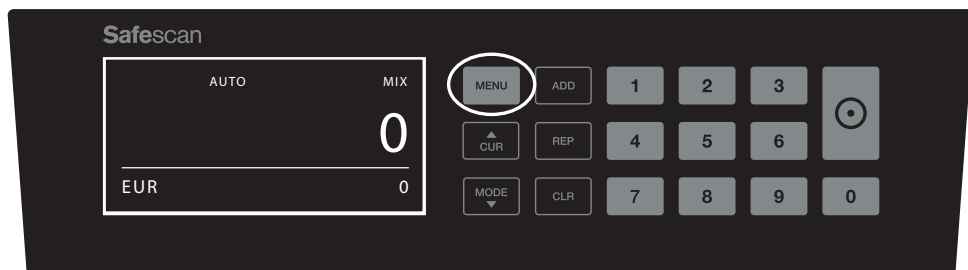 Safescan
AUTO MIX
0
EUR 0
MENU ADD 1 2 3
CUR REP 4 5 6
MODE CLR 7 8 9 0